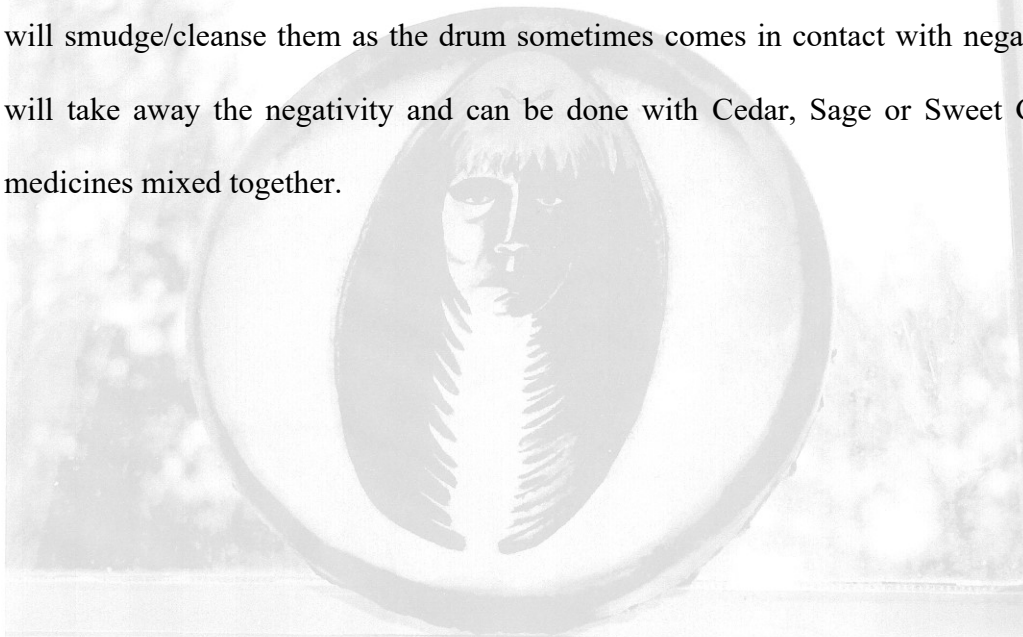 will smudge/cleanse them as the drum sometimes comes in contact with nega
will take away the negativity and can be done with Cedar, Sage or Sweet
medicines mixed together.